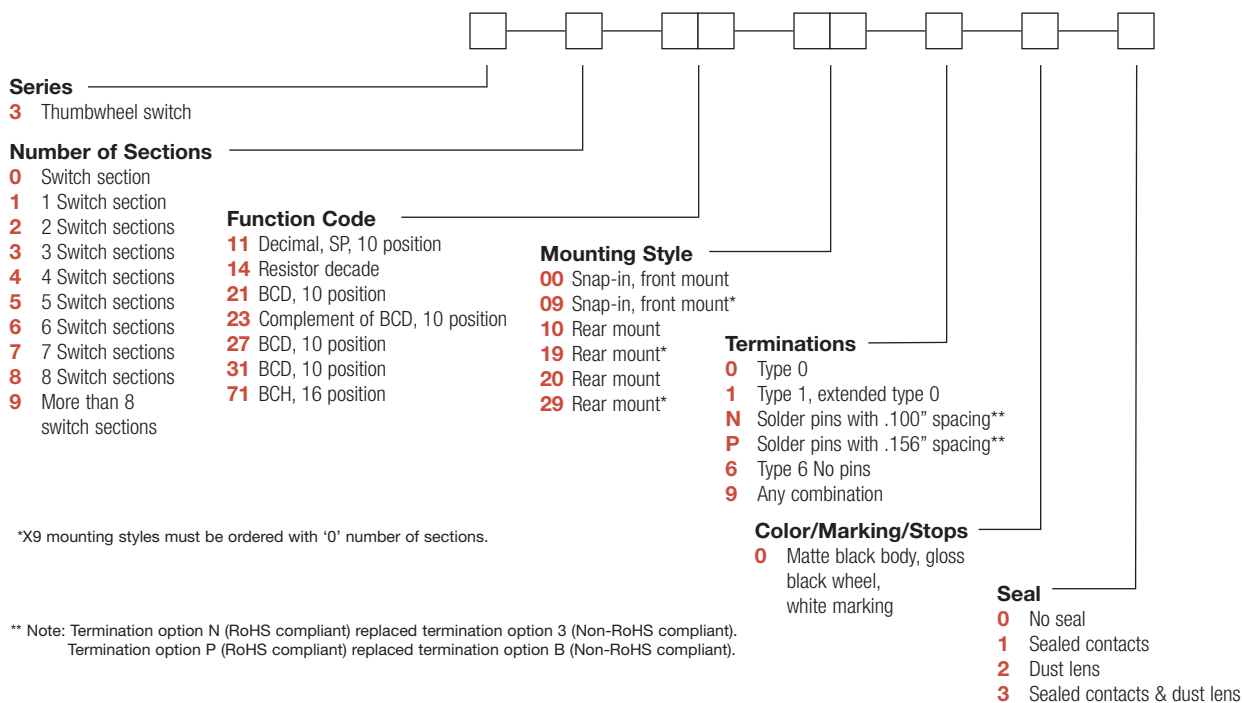 Series
3 Thumbwheel switch
Number of Sections
0 Switch section
1 1 Switch section
2 2 Switch sections
3 3 Switch sections
4 4 Switch sections
5 5 Switch sections
6 6 Switch sections
7 7 Switch sections
8 8 Switch sections
9 More than 8
switch sections
Function Code
11 Decimal, SP, 10 position
14 Resistor decade
21 BCD, 10 position
23 Complement of BCD, 10 position
27 BCD, 10 position
31 BCD, 10 position
71 BCH, 16 position
Mounting Style
00 Snap-in, front mount
09 Snap-in, front mount*
10 Rear mount
19 Rear mount*
20 Rear mount
29 Rear mount*
Terminations
0 Type 0
1 Type 1, extended type 0
N Solder pins with .100” spacing**
P Solder pins with .156” spacing**
6 Type 6 No pins
9 Any combination
Color/Marking/Stops
0 Matte black body, gloss
black wheel,
white marking
Seal
0 No seal
1 Sealed contacts
2 Dust lens
3 Sealed contacts & dust lens
*X9 mounting styles must be ordered with ‘0’ number of sections.
** Note: Termination option N (RoHS compliant) replaced termination option 3 (Non-RoHS compliant).
Termination option P (RoHS compliant) replaced termination option B (Non-RoHS compliant).